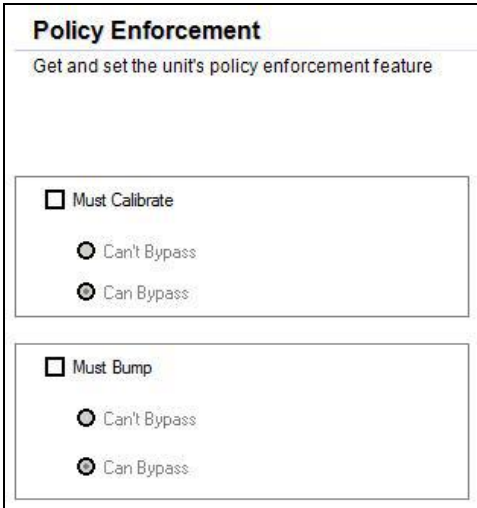 Policy Enforcement
Get and set the unit's policy enforcement feature
Must Calibrate
Can't Bypass
Can Bypass
Must Bump
Can't Bypass
Can Bypass